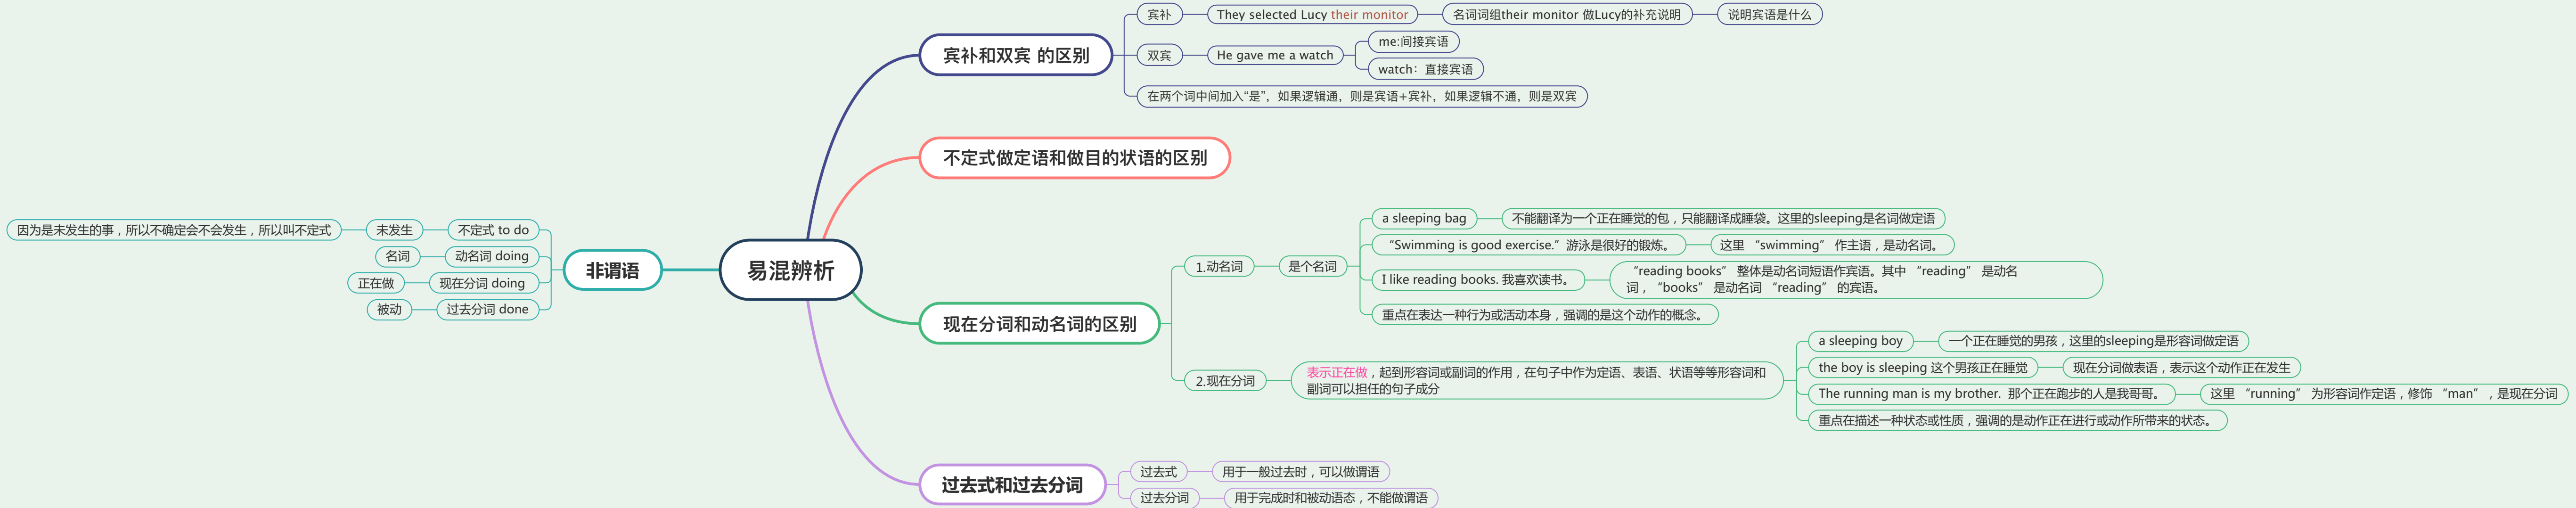 易混辨析
宾补和双宾 的区别
宾补
They selected Lucy their monitor
名词词组their monitor 做Lucy的补充说明
说明宾语是什么
双宾
He gave me a watch
me:间接宾语
watch：直接宾语
在两个词中间加入“是”，如果逻辑通，则是宾语+宾补，如果逻辑不通，则是双宾
不定式做定语和做目的状语的区别
现在分词和动名词的区别
1.动名词
是个名词
a sleeping bag
不能翻译为一个正在睡觉的包，只能翻译成睡袋。这里的sleeping是名词做定语
“Swimming is good exercise.”游泳是很好的锻炼。
这里 “swimming” 作主语，是动名词。
I like reading books. 我喜欢读书。
“reading books” 整体是动名词短语作宾语。其中 “reading” 是动名
词，“books” 是动名词 “reading” 的宾语。
重点在表达一种行为或活动本身，强调的是这个动作的概念。
2.现在分词
表示正在做，起到形容词或副词的作用，在句子中作为定语、表语、状语等等形容词和
副词可以担任的句子成分
a sleeping boy
一个正在睡觉的男孩，这里的sleeping是形容词做定语
the boy is sleeping 这个男孩正在睡觉
现在分词做表语，表示这个动作正在发生
The running man is my brother. 那个正在跑步的人是我哥哥。
这里 “running” 为形容词作定语，修饰 “man”，是现在分词
重点在描述一种状态或性质，强调的是动作正在进行或动作所带来的状态。
过去式和过去分词
过去式
用于一般过去时，可以做谓语
过去分词
用于完成时和被动语态，不能做谓语
非谓语
不定式 to do
未发生
因为是未发生的事，所以不确定会不会发生，所以叫不定式
动名词 doing
名词
现在分词 doing
正在做
过去分词 done
被动